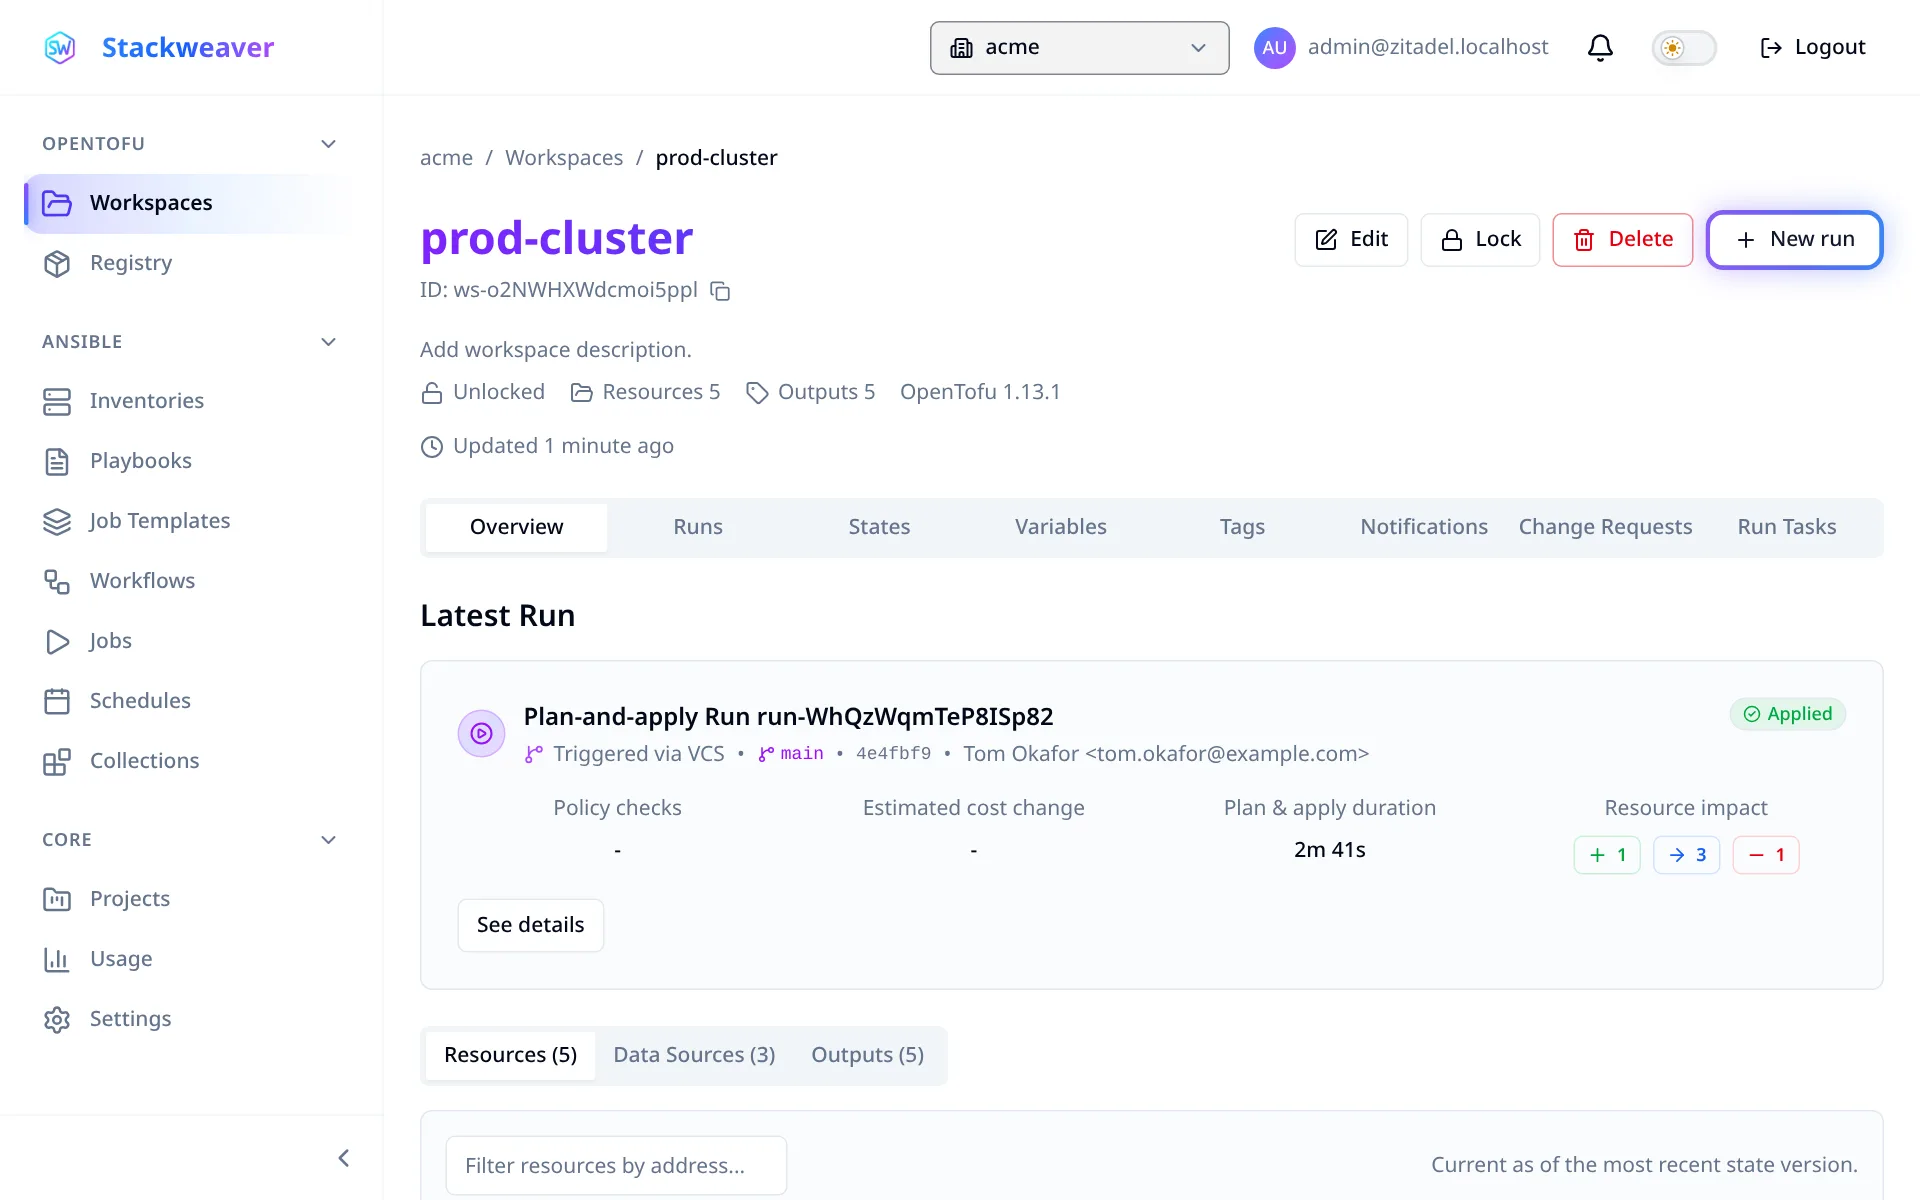 SW Stackweaver
acme
AU admin@zitadel.localhost
Logout
OPENTOFU
Workspaces
Registry
ANSIBLE
Inventories
Playbooks
Job Templates
Workflows
Jobs
Schedules
Collections
CORE
Projects
Usage
Settings
acme / Workspaces / prod-cluster
prod-cluster
Edit
Lock
Delete
New run
ID: ws-o2NWHXWdcmoi5ppl
Add workspace description.
Unlocked Resources 5 Outputs 5 OpenTofu 1.13.1
Updated 1 minute ago
Overview Runs States Variables Tags Notifications Change Requests Run Tasks
Latest Run
Plan-and-apply Run run-WhQzWqmTeP8ISp82
Applied
Triggered via VCS • main • 4e4fbf9 • Tom Okafor <tom.okafor@example.com>
Policy checks Estimated cost change Plan & apply duration Resource impact
- - 2m 41s + 1 → 3 − 1
See details
Resources (5) Data Sources (3) Outputs (5)
Filter resources by address...
Current as of the most recent state version.